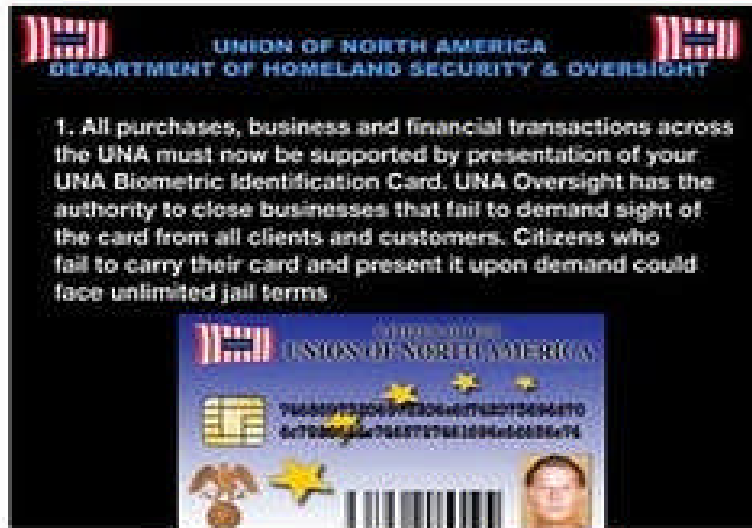 UNION OF NORTH AMERICA
DEPARTMENT OF HOMELAND SECURITY & OVERSIGHT
1. All purchases, business and financial transactions across
the UNA must now be supported by presentation of your
UNA Biometric Identification Card. UNA Oversight has the
authority to close businesses that fail to demand sight of
the card from all clients and customers. Citizens who
fail to carry their card and present it upon demand could
face unlimited jail terms
UNION OF NORTH AMERICA